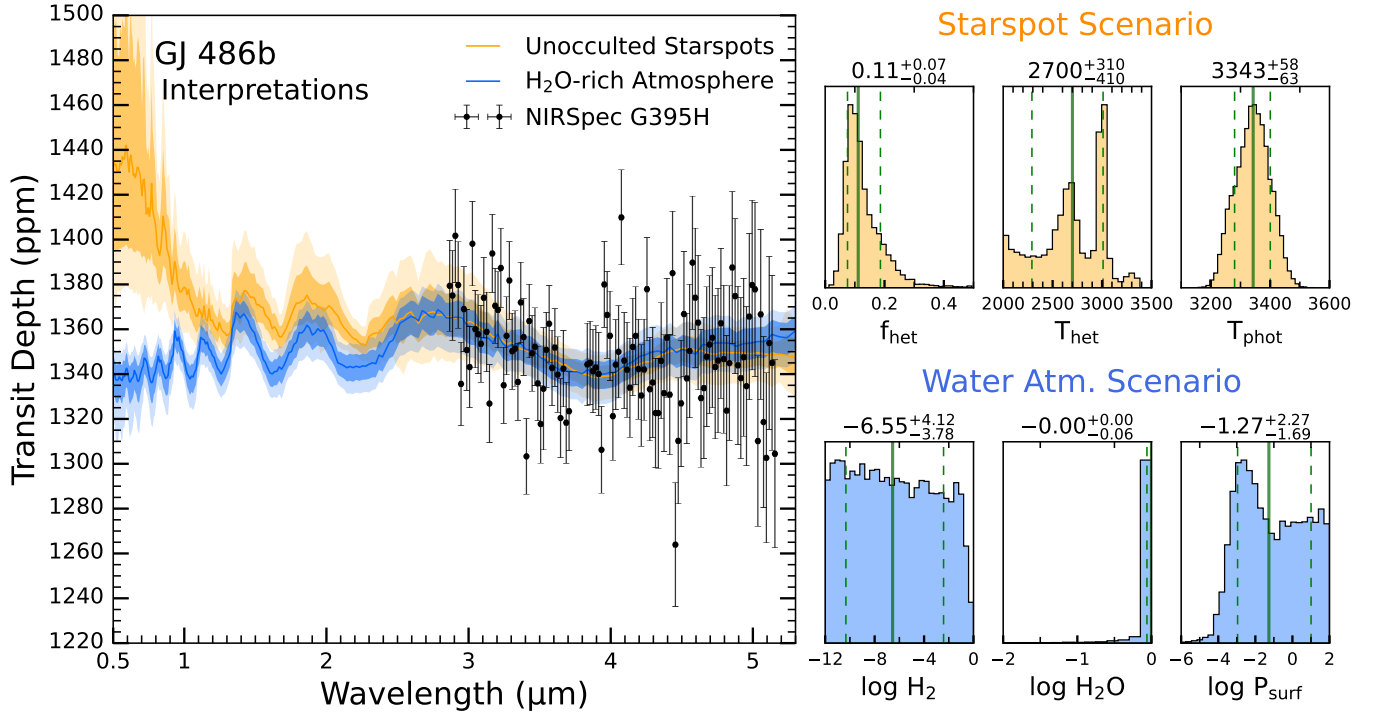 GJ 486b
Interpretations
Unocculted Starspots
H₂O-rich Atmosphere
NIRSpec G395H
Transit Depth (ppm)
1500
1480
1460
1440
1420
1400
1380
1360
1340
1320
1300
1280
1260
1240
1220
0.5 1 2 3 4 5
Wavelength (μm)
Starspot Scenario
0.11+0.07−0.04 2700+310−410 3343+58−63
0.0 0.2 0.4 2000 2500 3000 3500 3200 3400 3600
f_het T_het T_phot
Water Atm. Scenario
−6.55+4.12−3.78 −0.00+0.00−0.06 −1.27+2.27−1.69
−12 −8 −4 0 −2 −1 0 −6 −4 −2 0 2
log H₂ log H₂O log P_surf